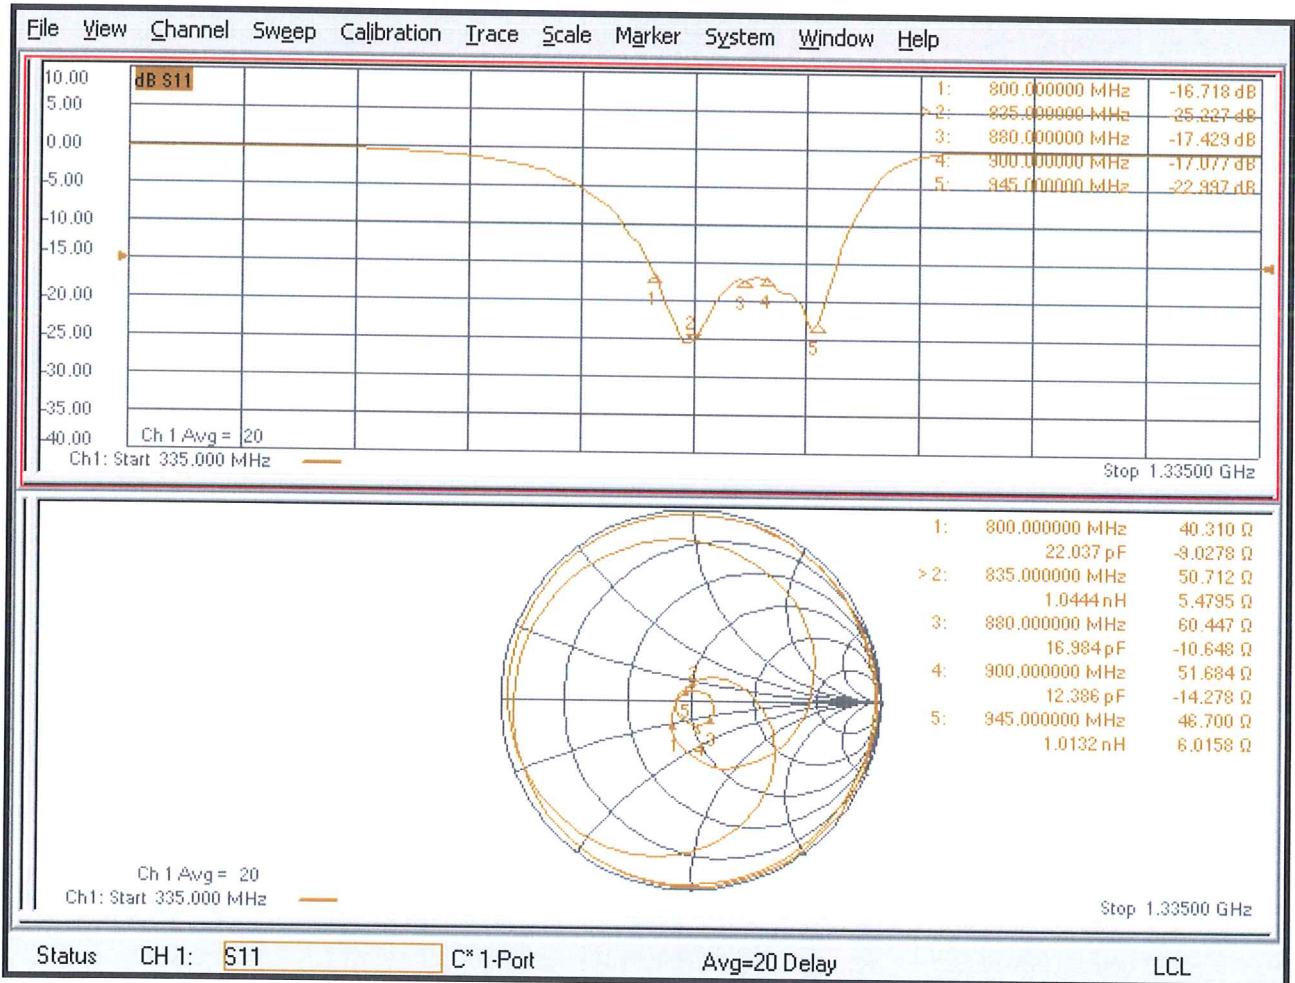 File View Channel Sweep Calibration Trace Scale Marker System Window Help
10.00
5.00
0.00
-5.00
-10.00
-15.00
-20.00
-25.00
-30.00
-35.00
-40.00
dB S11
1: 800.000000 MHz -16.718 dB
>2: 835.000000 MHz -25.227 dB
3: 880.000000 MHz -17.429 dB
4: 900.000000 MHz -17.077 dB
5: 945.000000 MHz -22.997 dB
1
2
3
4
5
Ch 1 Avg = 20
Ch1: Start 335.000 MHz
Stop 1.33500 GHz
1: 800.000000 MHz 40.310 Ω
22.037 pF -9.0278 Ω
>2: 835.000000 MHz 50.712 Ω
1.0444 nH 5.4795 Ω
3: 880.000000 MHz 60.447 Ω
16.984 pF -10.648 Ω
4: 900.000000 MHz 51.684 Ω
12.386 pF -14.278 Ω
5: 945.000000 MHz 46.700 Ω
1.0132 nH 6.0158 Ω
2
5
1
4
3
Ch 1 Avg = 20
Ch1: Start 335.000 MHz
Stop 1.33500 GHz
Status CH 1: S11 C* 1-Port Avg=20 Delay LCL